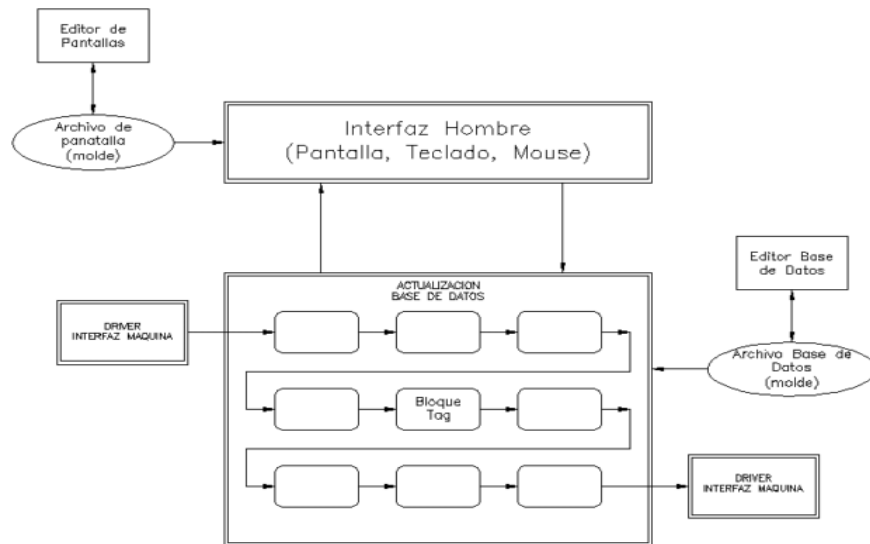 Editor de
Pantallas
Archivo de
panatalla
(molde)
Interfaz Hombre
(Pantalla, Teclado, Mouse)
Editor Base
de Datos
ACTUALIZACION
BASE DE DATOS
DRIVER
INTERFAZ MAQUINA
Archivo Base de
Datos
(molde)
Bloque
Tag
DRIVER
INTERFAZ MAQUINA